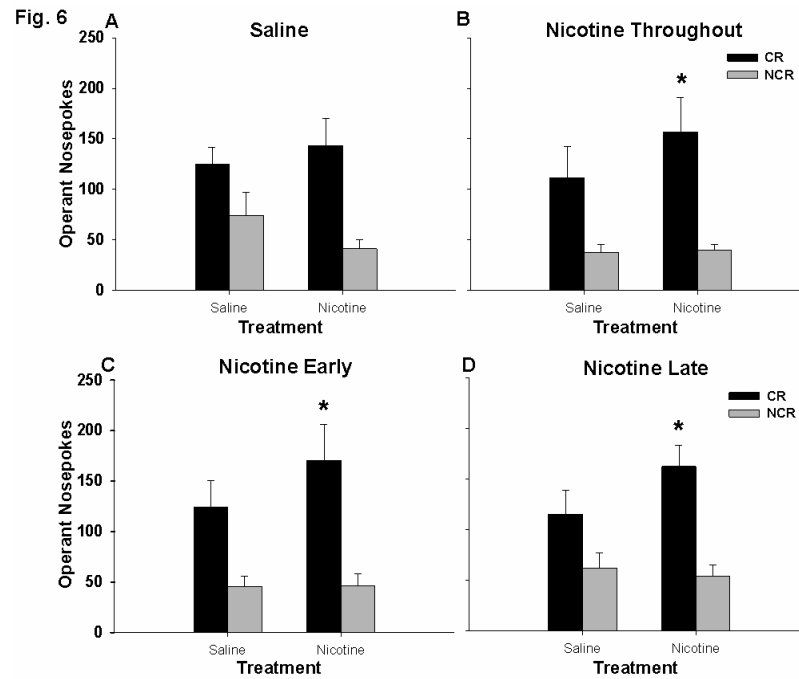 Fig. 6
A
Saline
B
Nicotine Throughout
250
200
150
100
50
0
Operant Nosepokes
CR
NCR
*
Saline
Nicotine
Treatment
Saline
Nicotine
Treatment
C
Nicotine Early
D
Nicotine Late
250
200
150
100
50
0
Operant Nosepokes
*
CR
NCR
*
Saline
Nicotine
Treatment
Saline
Nicotine
Treatment